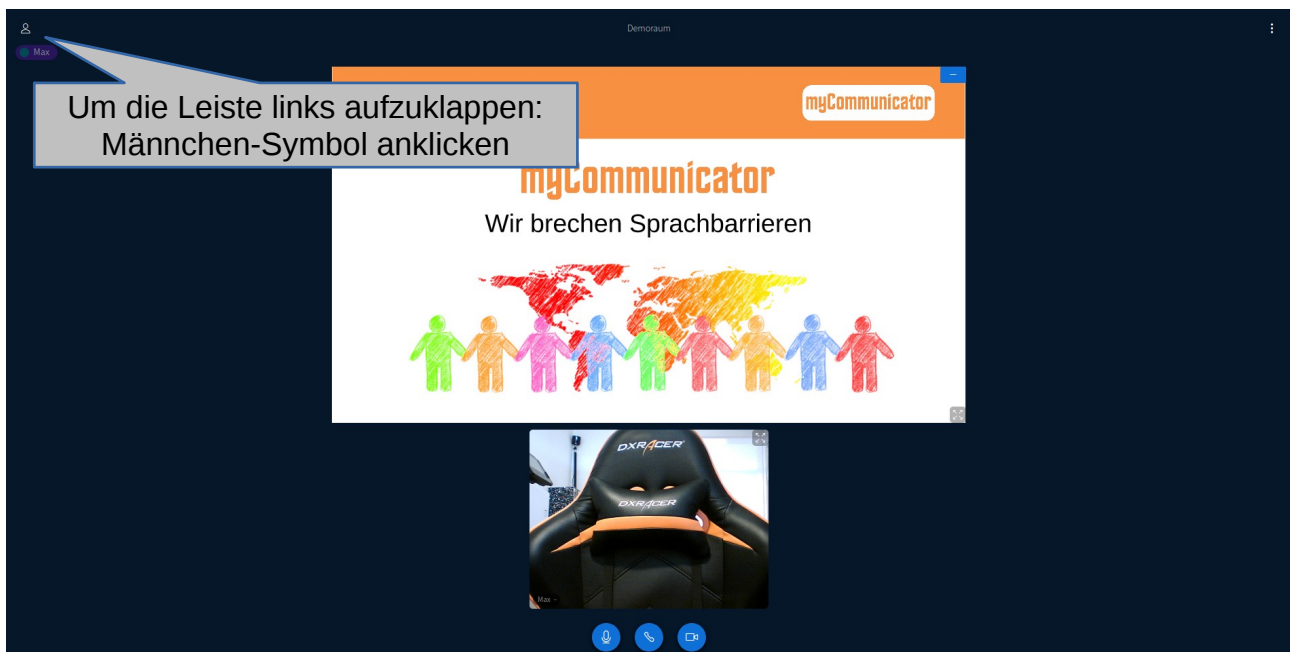 Demoraum
Max
Um die Leiste links aufzuklappen:
Männchen-Symbol anklicken
myCommunicator
myCommunicator
Wir brechen Sprachbarrieren
DXRACER
DXRACER
Max